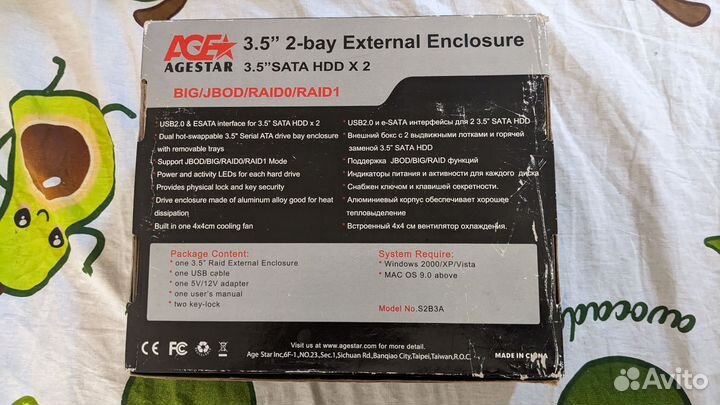 AGE
AGESTAR
3.5” 2-bay External Enclosure
3.5”SATA HDD X 2
BIG/JBOD/RAID0/RAID1
* USB2.0 & ESATA interface for 3.5" SATA HDD x 2
* Dual hot-swappable 3.5" Serial ATA drive bay enclosure
with removable trays
* Support JBOD/BIG/RAID0/RAID1 Mode
* Power and activity LEDs for each drive
* Provides physical lock and key security
* Drive enclosure made of aluminum alloy good for heat
dissipation
* Built in one 4x4cm cooling fan
* USB2.0 и e-SATA интерфейсы для 2 3.5" SATA HDD
* Внешний бокс с 2 выдвижными лотками и горячей
заменой 3.5" SATA HDD
* Поддержка JBOD/BIG/RAID функций
* Индикаторы питания и активности для каждого диска
* Снабжен ключом и клавишей секретности.
* Алюминиевый корпус обеспечивает хорошее
тепловыделение
* Встроенный 4x4 см вентилятор охлаждения.
Package Content:
* one 3.5" Raid External Enclosure
* one USB cable
* one 5V/12V adapter
* one user's manual
* two key-lock
System Require:
* Windows 2000/XP/Vista
* MAC OS 9.0 above
Model No.:S2B3A
CE FC
Visit us at www.agestar.com
Age Star Inc,6F-1,NO.23,Sec.1,Sichuan Rd,Banqiao City,Taipei,Taiwan,R.O.C.
MADE IN CHINA
avocado
Avito